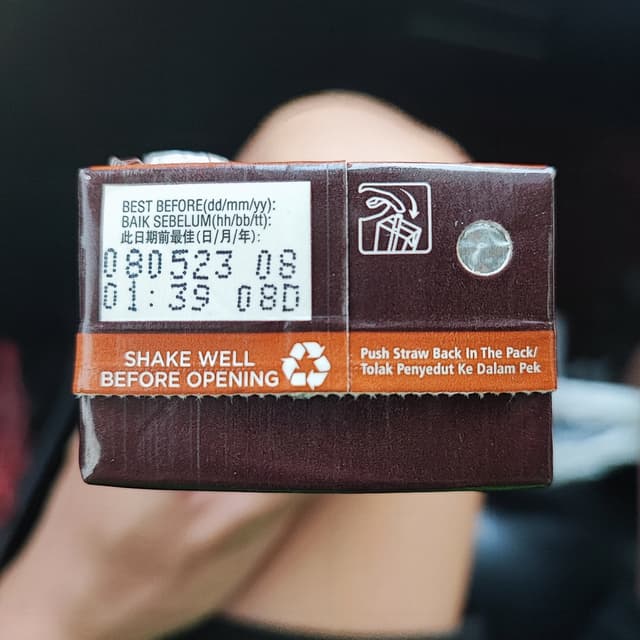 BEST BEFORE(dd/mm/yy):
BAIK SEBELUM(hh/bb/tt):
此日期前最佳(日/月/年):
080523 08
01:39 08D
SHAKE WELL
BEFORE OPENING
Push Straw Back In The Pack/
Tolak Penyedut Ke Dalam Pek